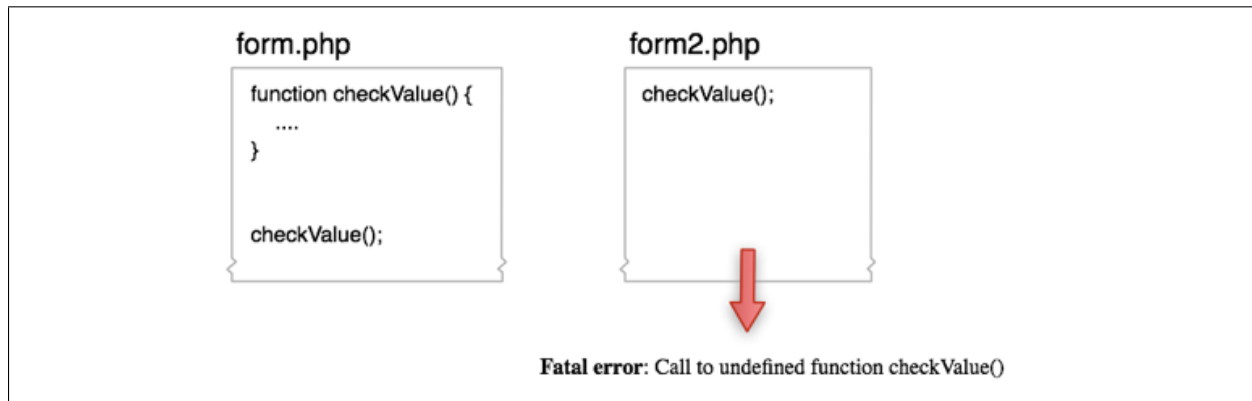 form.php
function checkValue() {
....
}
checkValue();
form2.php
checkValue();
Fatal error: Call to undefined function checkValue()